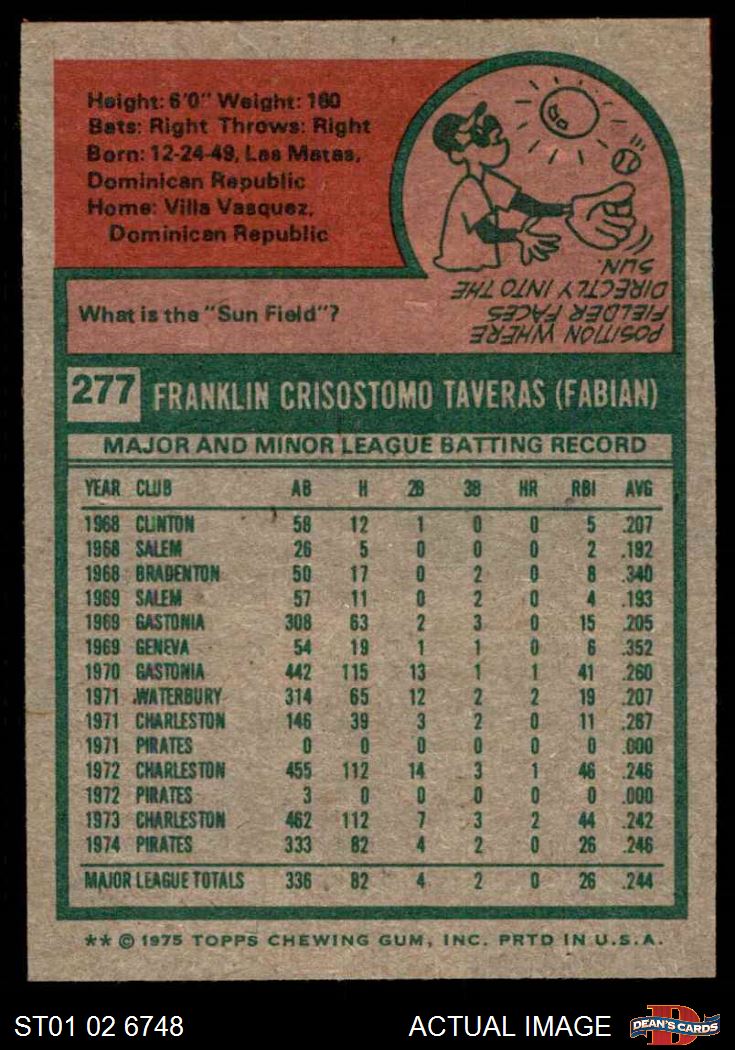 Height: 6'0" Weight: 160
Bats: Right Throws: Right
Born: 12-24-49, Las Matas,
Dominican Republic
Home: Villa Vasquez,
Dominican Republic
What is the "Sun Field"?
POSITION WHERE
FIELDER FACES
DIRECTLY INTO THE
SUN.
277 FRANKLIN CRISOSTOMO TAVERAS (FABIAN)
MAJOR AND MINOR LEAGUE BATTING RECORD
YEAR CLUB AB H 2B 3B HR RBI AVG
1968 CLINTON 58 12 1 0 0 5 .207
1968 SALEM 26 5 0 0 0 2 .192
1968 BRADENTON 50 17 0 2 0 8 .340
1969 SALEM 57 11 0 2 0 4 .193
1969 GASTONIA 308 63 2 3 0 15 .205
1969 GENEVA 54 19 1 1 0 6 .352
1970 GASTONIA 442 115 13 1 1 41 .260
1971 WATERBURY 314 65 12 2 2 19 .207
1971 CHARLESTON 146 39 3 2 0 11 .267
1971 PIRATES 0 0 0 0 0 0 .000
1972 CHARLESTON 455 112 14 3 1 46 .246
1972 PIRATES 3 0 0 0 0 0 .000
1973 CHARLESTON 462 112 7 3 2 44 .242
1974 PIRATES 333 82 4 2 0 26 .246
MAJOR LEAGUE TOTALS 336 82 4 2 0 26 .244
** © 1975 TOPPS CHEWING GUM, INC. PRTD IN U.S.A.
ST01 02 6748 ACTUAL IMAGE DEAN'S CARDS